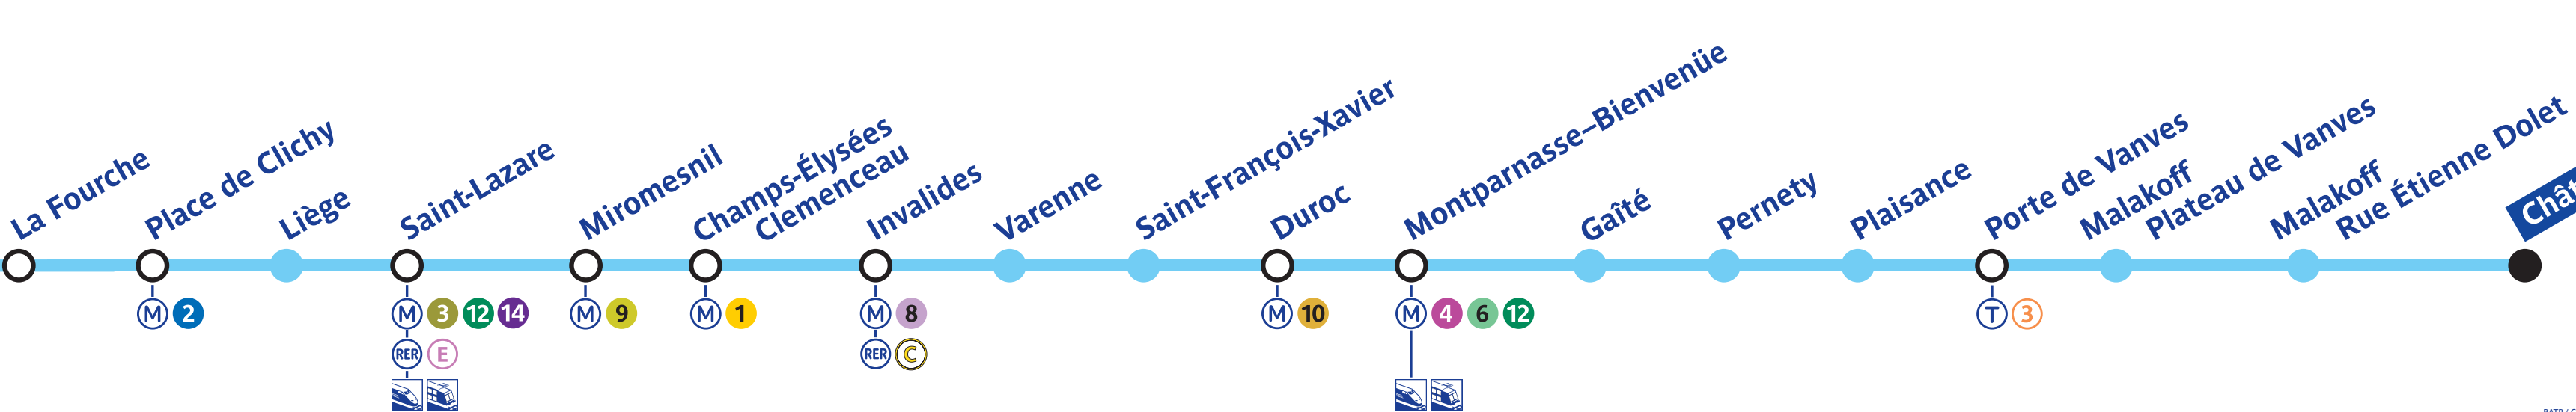 La Fourche
Place de Clichy
Liège
Saint-Lazare
Miromesnil
Champs-Élysées
Clemenceau
Invalides
Varenne
Saint-François-Xavier
Duroc
Montparnasse–Bienvenüe
Gaîté
Pernety
Plaisance
Porte de Vanves
Malakoff
Plateau de Vanves
Malakoff
Rue Étienne Dolet
M 2
M 3 12 14
M 9
M 1
M 8
M 10
M 4 6 12
T 3
RER E
RER C